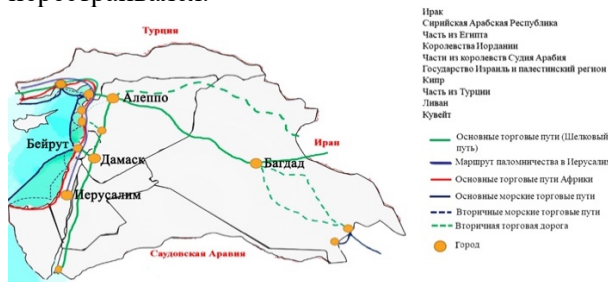 Турции
Алеппо
Бейрут
Дамаск
Иран
Багдад
Иерусалим
Саудовская Аравия
Ирак
Сирийская Арабская Республика
Часть из Египта
Королевства Иордании
Части из королевств Судия Арабия
Государство Израиль и палестинский регион
Кипр
Часть из Турции
Ливан
Кувейт
Основные торговые пути (Шелковый
путь)
Маршрут паломничества в Иерусалим
Основные торговые пути Африки
Основные морские торговые пути
Вторичные морские торговые пути
Вторичная торговая дорога
Город